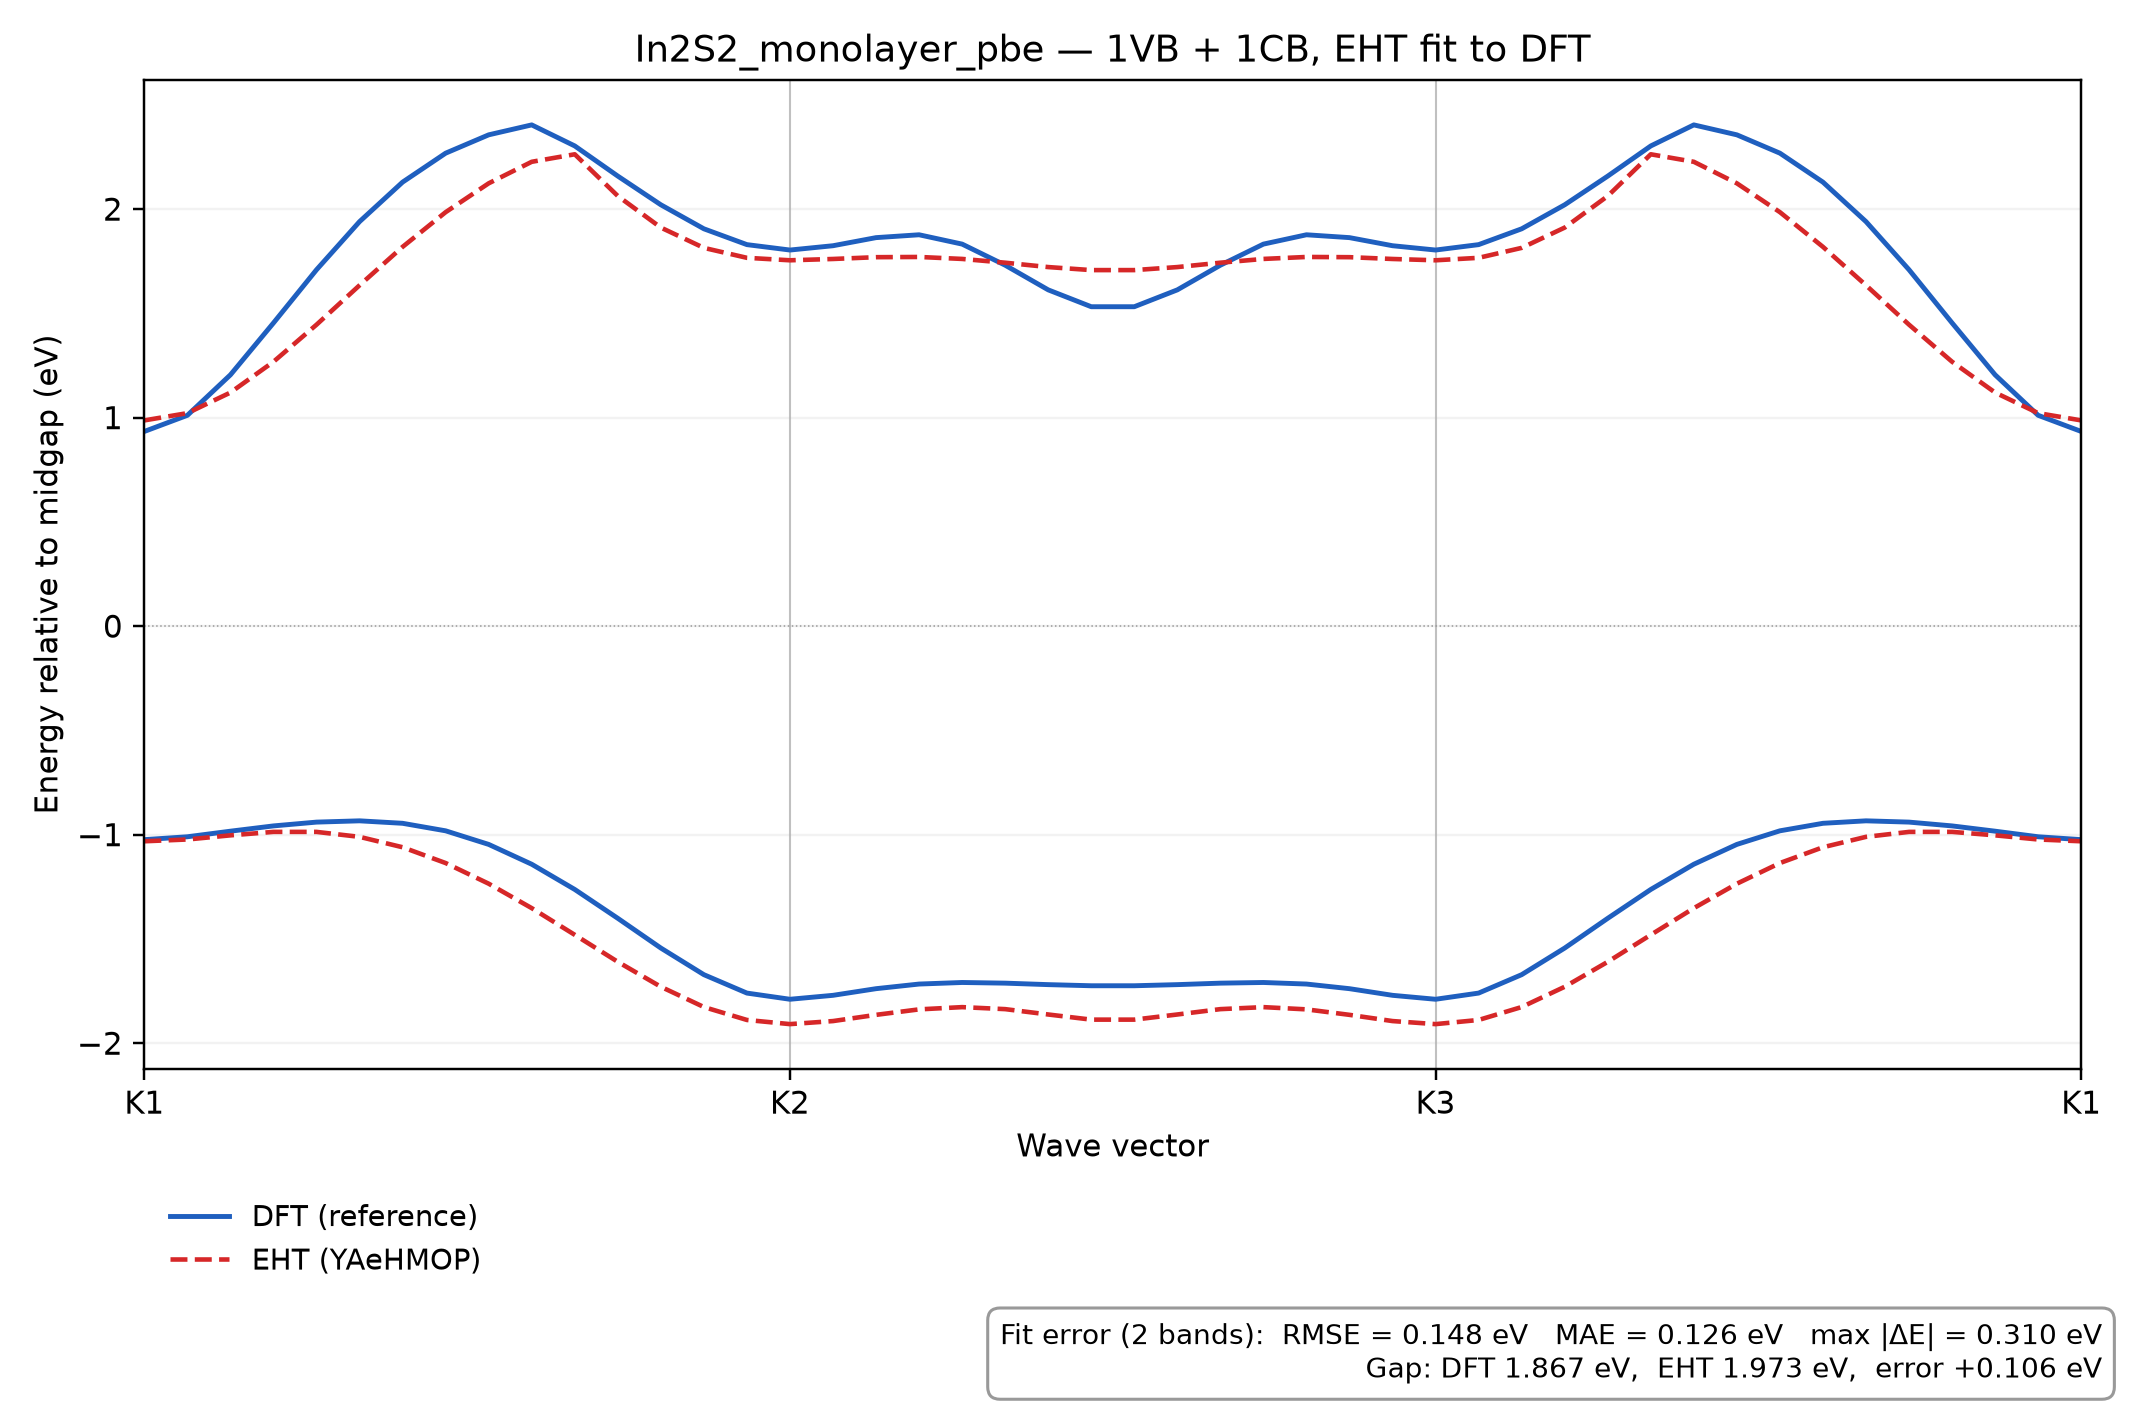 In2S2_monolayer_pbe — 1VB + 1CB, EHT fit to DFT
Energy relative to midgap (eV)
2
1
0
−1
−2
K1
K2
K3
K1
Wave vector
DFT (reference)
EHT (YAeHMOP)
Fit error (2 bands):  RMSE = 0.148 eV   MAE = 0.126 eV   max |ΔE| = 0.310 eV
Gap: DFT 1.867 eV,  EHT 1.973 eV,  error +0.106 eV